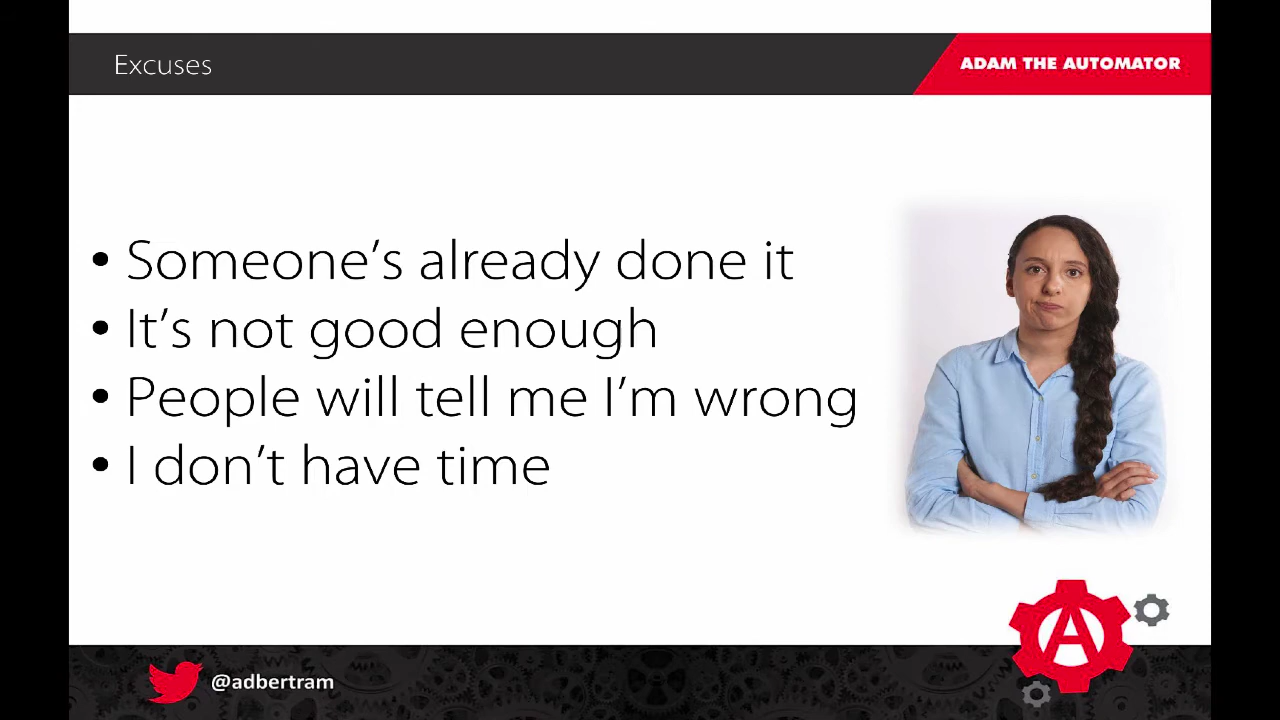 Excuses
ADAM THE AUTOMATOR
• Someone’s already done it
• It’s not good enough
• People will tell me I’m wrong
• I don’t have time
A
@adbertram